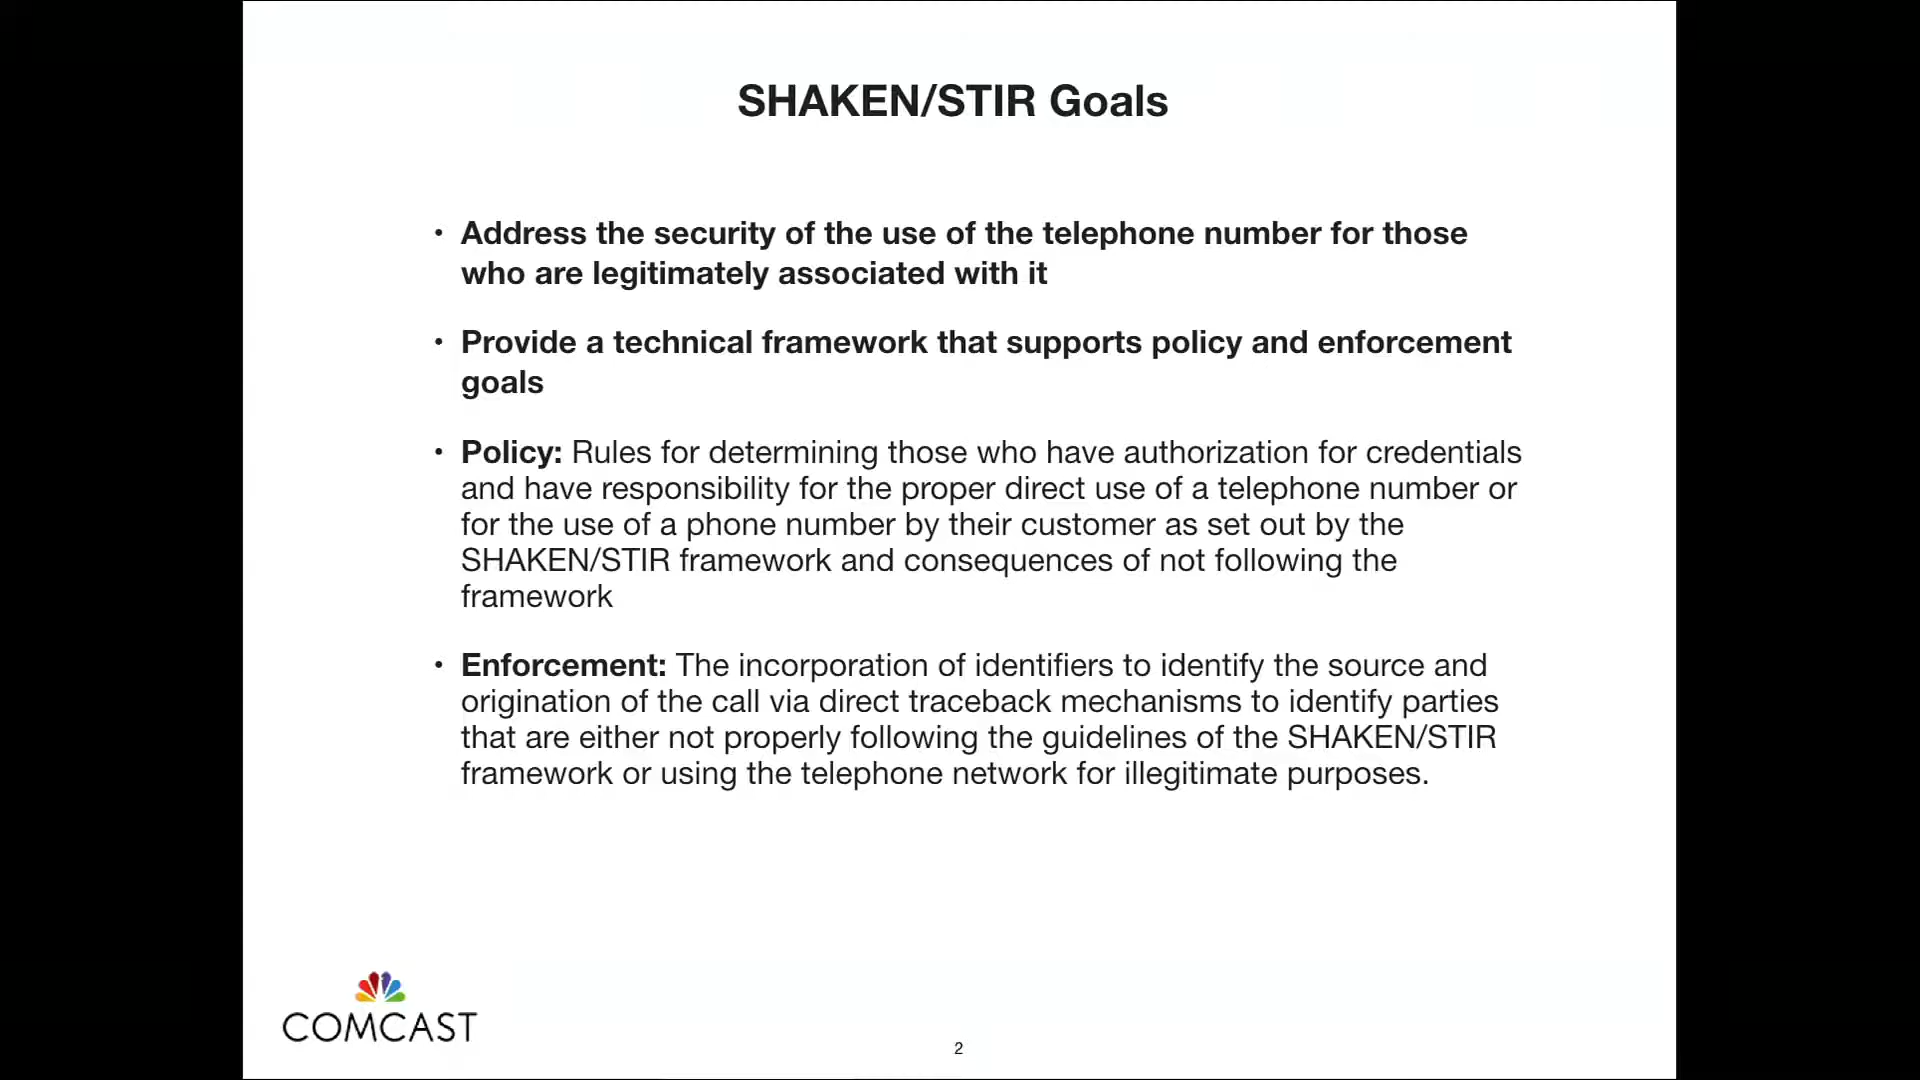 SHAKEN/STIR Goals
• Address the security of the use of the telephone number for those
who are legitimately associated with it
• Provide a technical framework that supports policy and enforcement
goals
• Policy: Rules for determining those who have authorization for credentials
and have responsibility for the proper direct use of a telephone number or
for the use of a phone number by their customer as set out by the
SHAKEN/STIR framework and consequences of not following the
framework
• Enforcement: The incorporation of identifiers to identify the source and
origination of the call via direct traceback mechanisms to identify parties
that are either not properly following the guidelines of the SHAKEN/STIR
framework or using the telephone network for illegitimate purposes.
COMCAST
2